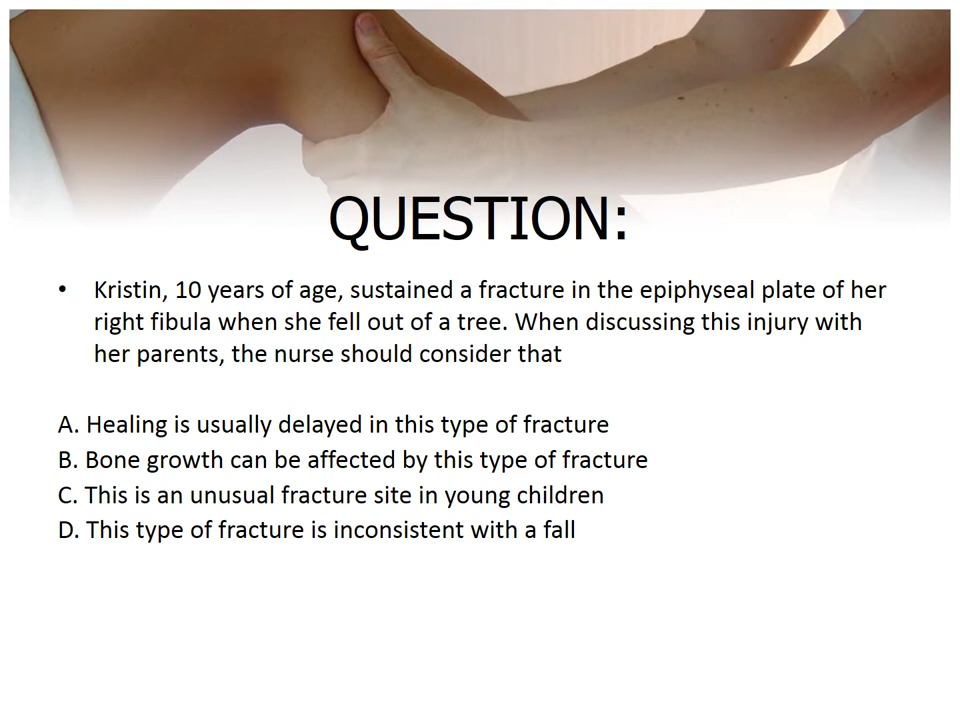 QUESTION:
• Kristin, 10 years of age, sustained a fracture in the epiphyseal plate of her
right fibula when she fell out of a tree. When discussing this injury with
her parents, the nurse should consider that
A. Healing is usually delayed in this type of fracture
B. Bone growth can be affected by this type of fracture
C. This is an unusual fracture site in young children
D. This type of fracture is inconsistent with a fall